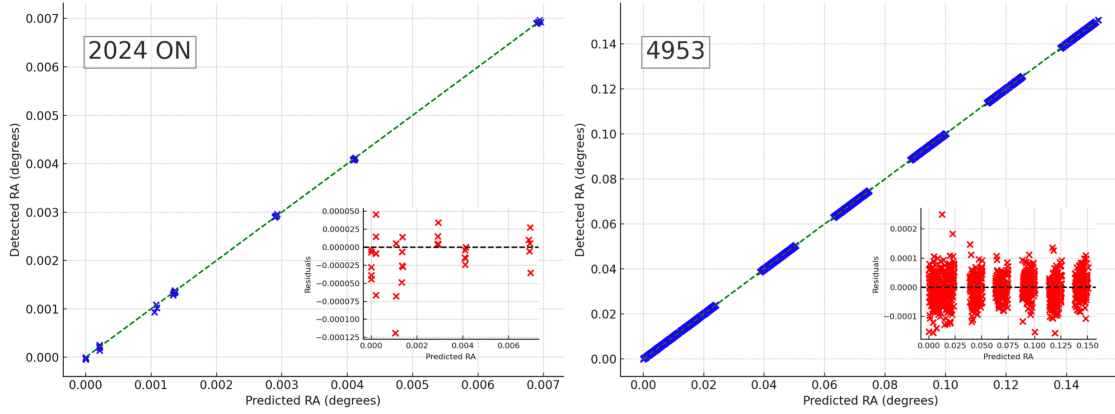 2024 ON
0.007
0.006
0.005
0.004
0.003
0.002
0.001
0.000
Detected RA (degrees)
0.000 0.001 0.002 0.003 0.004 0.005 0.006 0.007
Predicted RA (degrees)
0.000050
0.000025
0.000000
−0.000025
−0.000050
−0.000075
−0.000100
−0.000125
Residuals
0.000 0.002 0.004 0.006
Predicted RA
4953
0.14
0.12
0.10
0.08
0.06
0.04
0.02
0.00
Detected RA (degrees)
0.00 0.02 0.04 0.06 0.08 0.10 0.12 0.14
Predicted RA (degrees)
0.0002
0.0001
0.0000
−0.0001
Residuals
0.000 0.025 0.050 0.075 0.100 0.125 0.150
Predicted RA